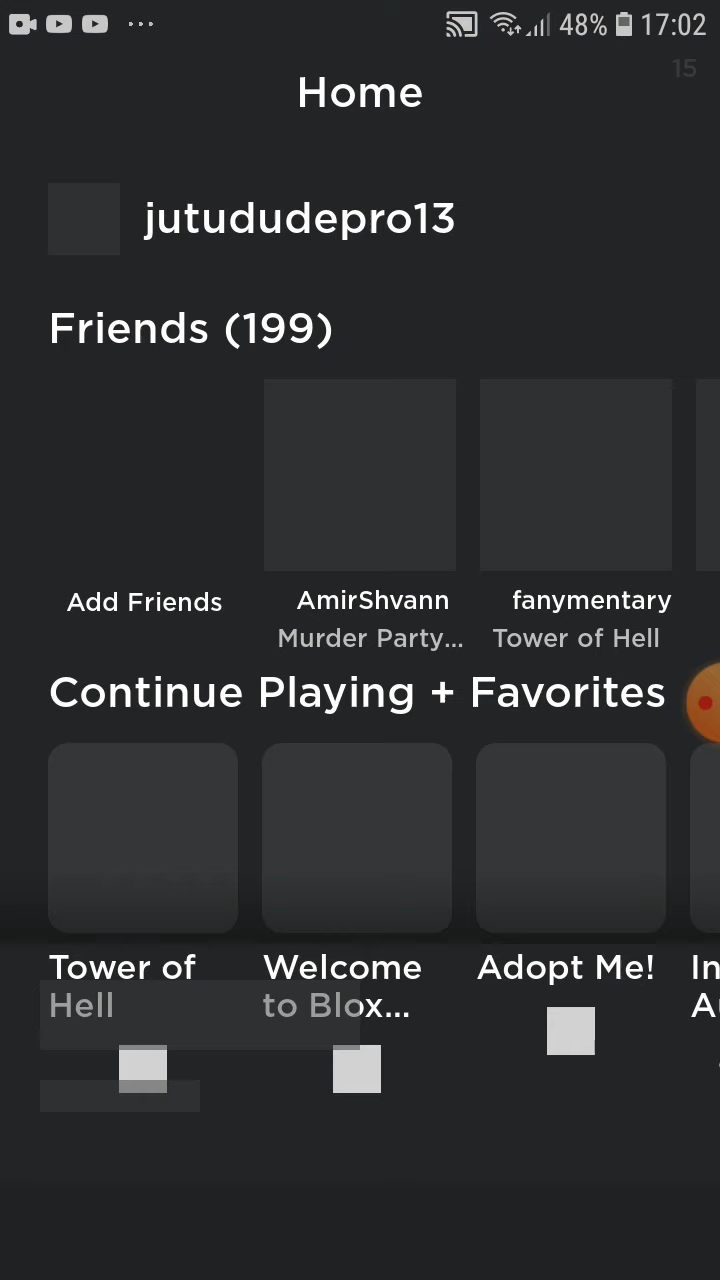 48% 17:02
15
Home
jutududepro13
Friends (199)
Add Friends
AmirShvann
fanymentary
Murder Party...
Tower of Hell
Continue Playing + Favorites
Tower of
Hell
Welcome
to Blox...
Adopt Me!
In
A